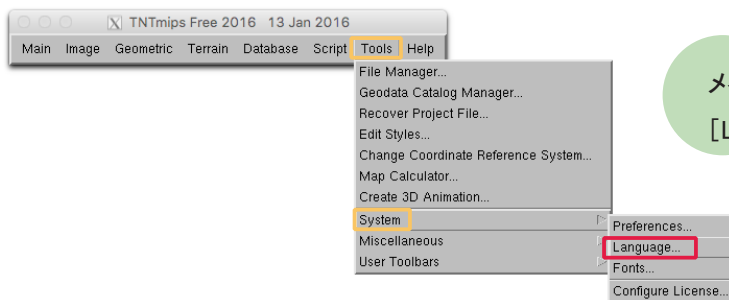 TNTmips Free 2016 13 Jan 2016
Main Image Geometric Terrain Database Script Tools Help
File Manager...
Geodata Catalog Manager...
Recover Project File...
Edit Styles...
Change Coordinate Reference System...
Map Calculator...
Create 3D Animation...
System
Miscellaneous
User Toolbars
Preferences...
Language...
Fonts...
Configure License...
メ
[L